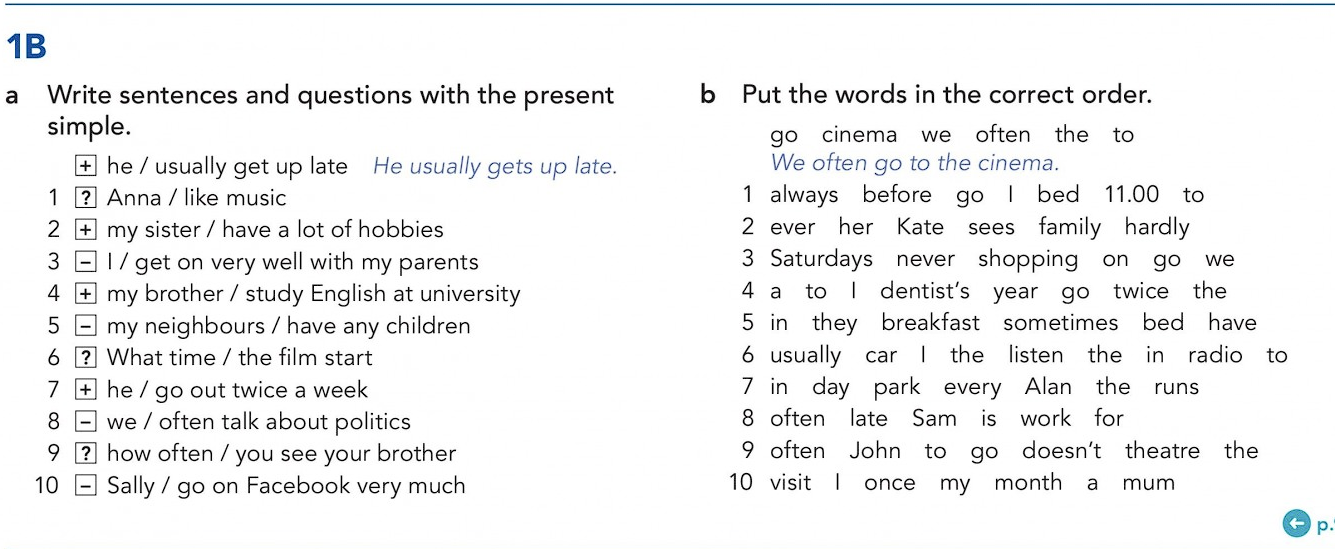 1B
a Write sentences and questions with the present
simple.
+ he / usually get up late He usually gets up late.
1 ? Anna / like music
2 + my sister / have a lot of hobbies
3 – I / get on very well with my parents
4 + my brother / study English at university
5 – my neighbours / have any children
6 ? What time / the film start
7 + he / go out twice a week
8 – we / often talk about politics
9 ? how often / you see your brother
10 – Sally / go on Facebook very much
b Put the words in the correct order.
go cinema we often the to
We often go to the cinema.
1 always before go I bed 11.00 to
2 ever her Kate sees family hardly
3 Saturdays never shopping on go we
4 a to I dentist's year go twice the
5 in they breakfast sometimes bed have
6 usually car I the listen the in radio to
7 in day park every Alan the runs
8 often late Sam is work for
9 often John to go doesn't theatre the
10 visit I once my month a mum
← p.